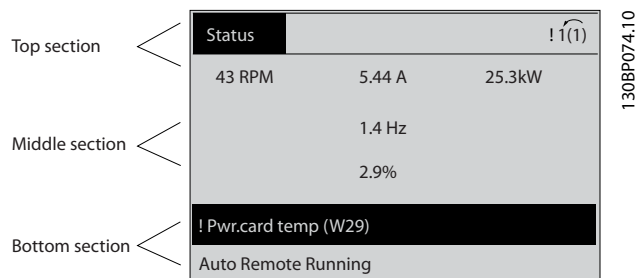 Top section
Status
! 1(1)
43 RPM 5.44 A 25.3kW
Middle section
1.4 Hz
2.9%
! Pwr.card temp (W29)
Bottom section
Auto Remote Running
130BP074.10